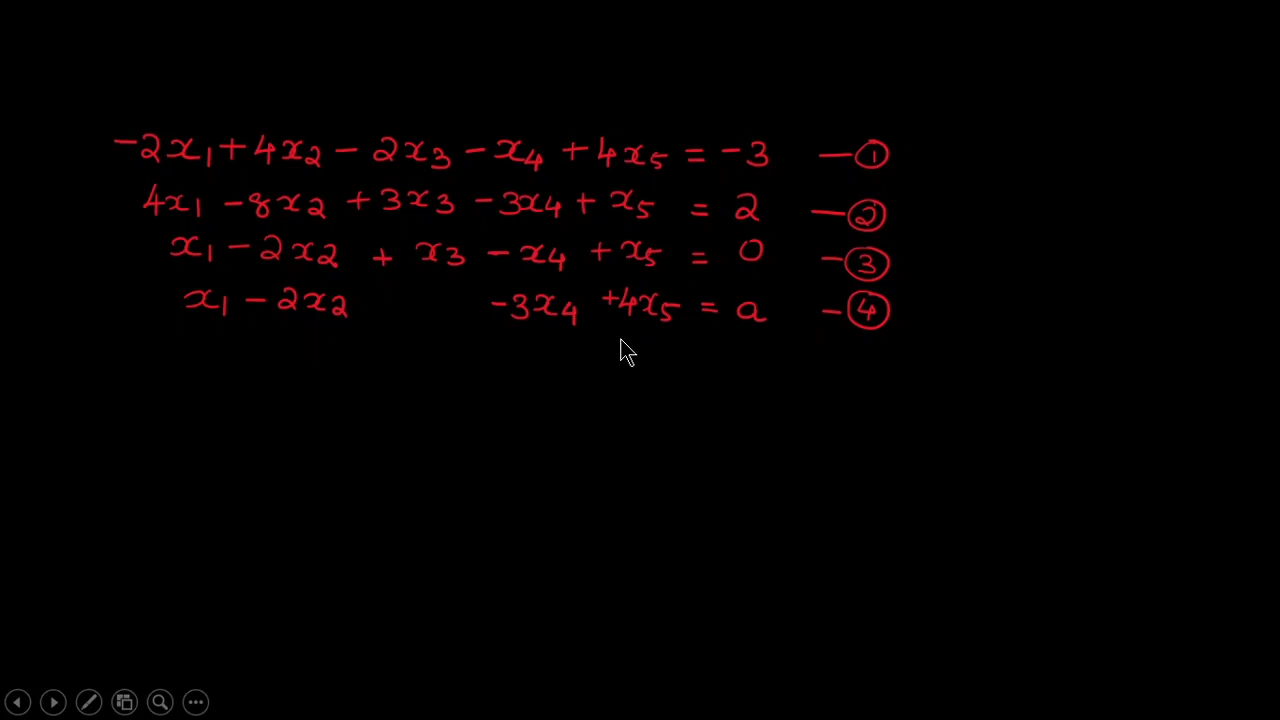 -2x₁ + 4x₂ - 2x₃ - x₄ + 4x₅ = -3 — ①
4x₁ - 8x₂ + 3x₃ - 3x₄ + x₅ = 2 — ②
x₁ - 2x₂ + x₃ - x₄ + x₅ = 0 - ③
x₁ - 2x₂ -3x₄ +4x₅ = a - ④